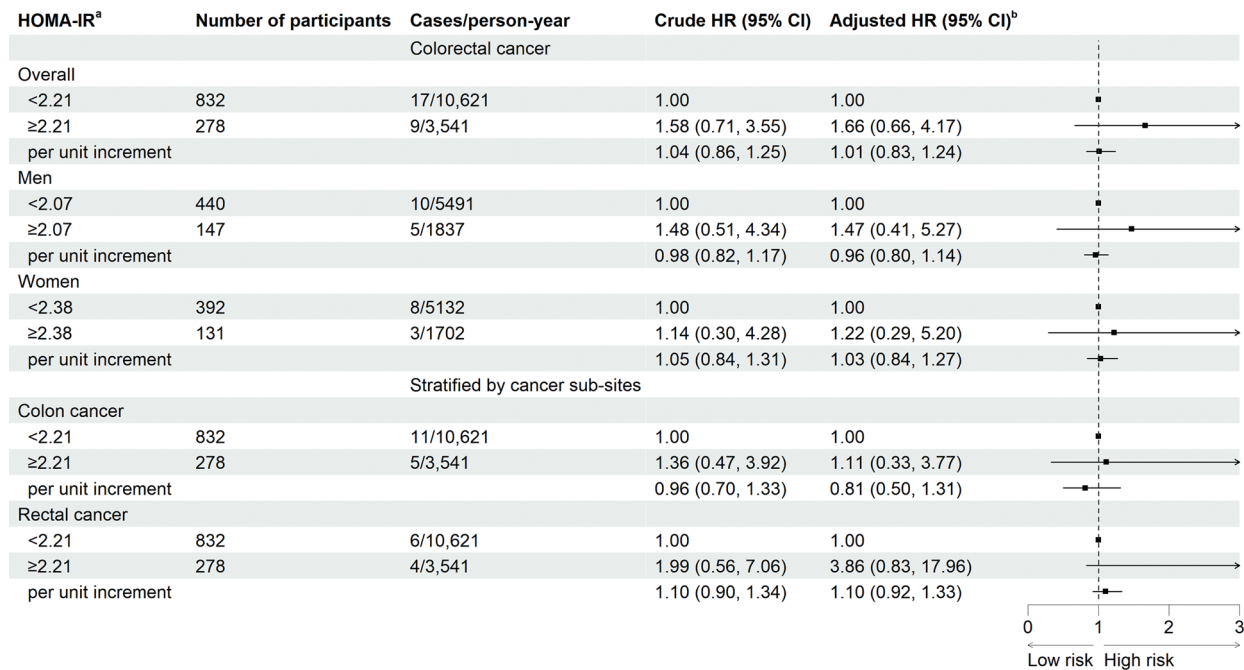 HOMA-IRa Number of participants Cases/person-year Crude HR (95% CI) Adjusted HR (95% CI)b
Colorectal cancer
Overall
<2.21 832 17/10,621 1.00 1.00
≥2.21 278 9/3,541 1.58 (0.71, 3.55) 1.66 (0.66, 4.17)
per unit increment 1.04 (0.86, 1.25) 1.01 (0.83, 1.24)
Men
<2.07 440 10/5491 1.00 1.00
≥2.07 147 5/1837 1.48 (0.51, 4.34) 1.47 (0.41, 5.27)
per unit increment 0.98 (0.82, 1.17) 0.96 (0.80, 1.14)
Women
<2.38 392 8/5132 1.00 1.00
≥2.38 131 3/1702 1.14 (0.30, 4.28) 1.22 (0.29, 5.20)
per unit increment 1.05 (0.84, 1.31) 1.03 (0.84, 1.27)
Stratified by cancer sub-sites
Colon cancer
<2.21 832 11/10,621 1.00 1.00
≥2.21 278 5/3,541 1.36 (0.47, 3.92) 1.11 (0.33, 3.77)
per unit increment 0.96 (0.70, 1.33) 0.81 (0.50, 1.31)
Rectal cancer
<2.21 832 6/10,621 1.00 1.00
≥2.21 278 4/3,541 1.99 (0.56, 7.06) 3.86 (0.83, 17.96)
per unit increment 1.10 (0.90, 1.34) 1.10 (0.92, 1.33)
0 1 2 3
Low risk High risk